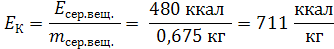 E_К = E_сер.вещ. / m_сер.вещ. = 480 ккал / 0,675 кг = 711 ккал/кг